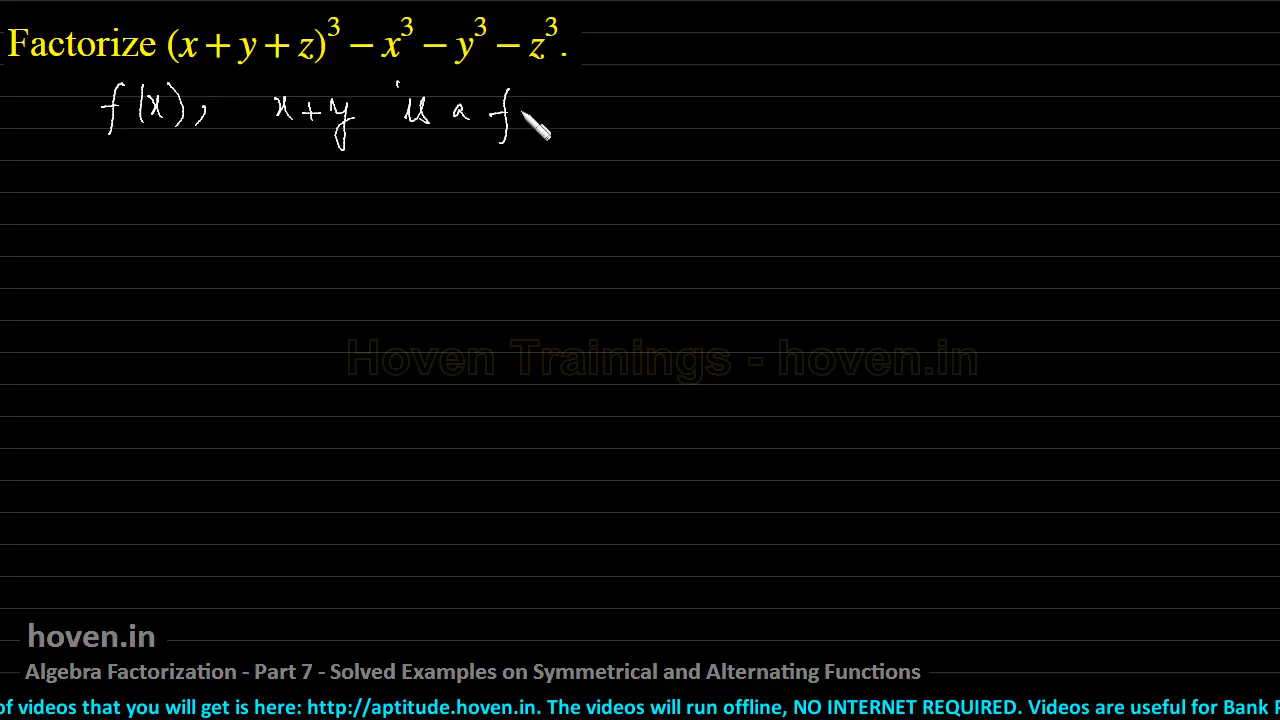 Factorize (x + y + z)³ − x³ − y³ − z³.
f(x), x+y is a f
Hoven Trainings - hoven.in
hoven.in
Algebra Factorization - Part 7 - Solved Examples on Symmetrical and Alternating Functions
of videos that you will get is here: http://aptitude.hoven.in. The videos will run offline, NO INTERNET REQUIRED. Videos are useful for Bank